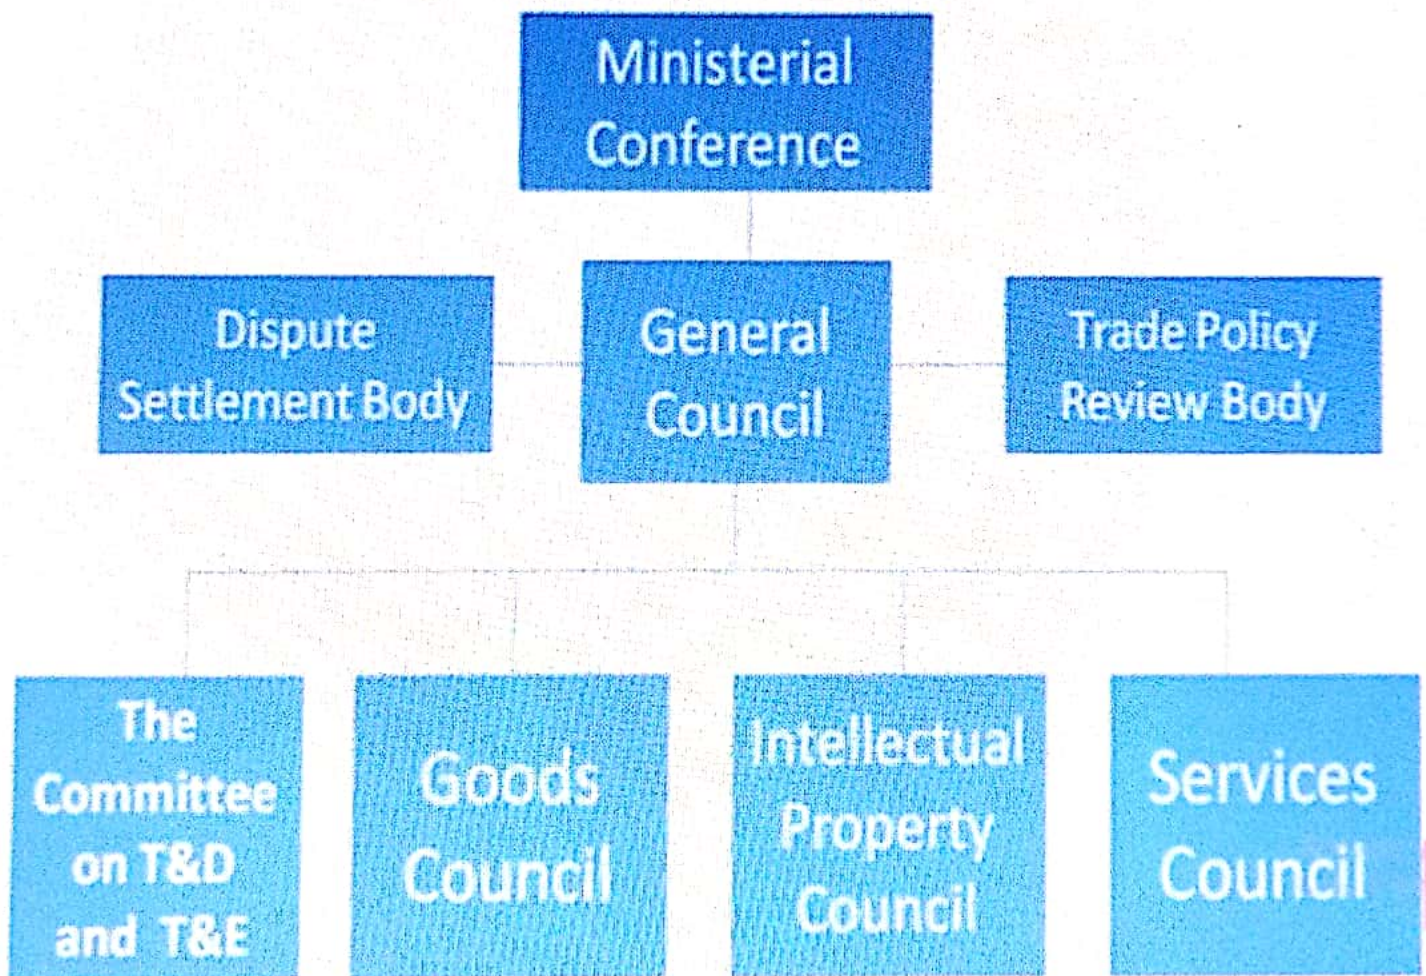 Ministerial
Conference
Dispute
Settlement Body
General
Council
Trade Policy
Review Body
The
Committee
on T&D
and T&E
Goods
Council
Intellectual
Property
Council
Services
Council